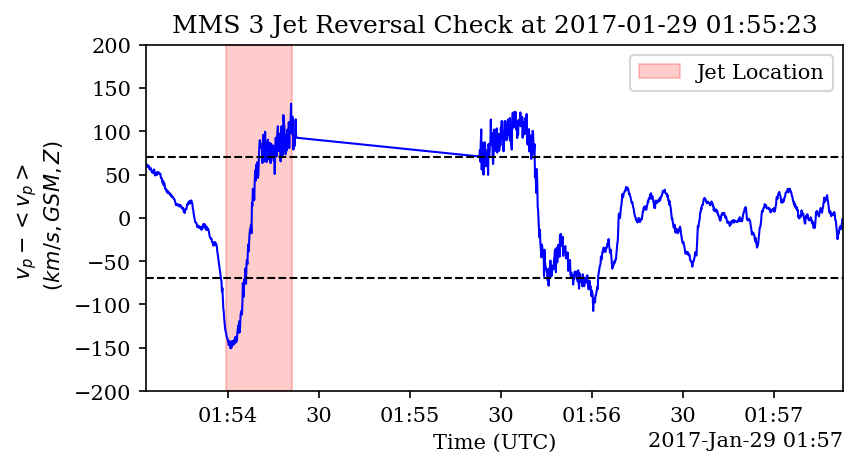 MMS 3 Jet Reversal Check at 2017-01-29 01:55:23
Jet Location
200
150
100
50
0
−50
−100
−150
−200
v_p − < v_p >
(km/s, GSM, Z)
01:54 30 01:55 30 01:56 30 01:57
Time (UTC)
2017-Jan-29 01:57